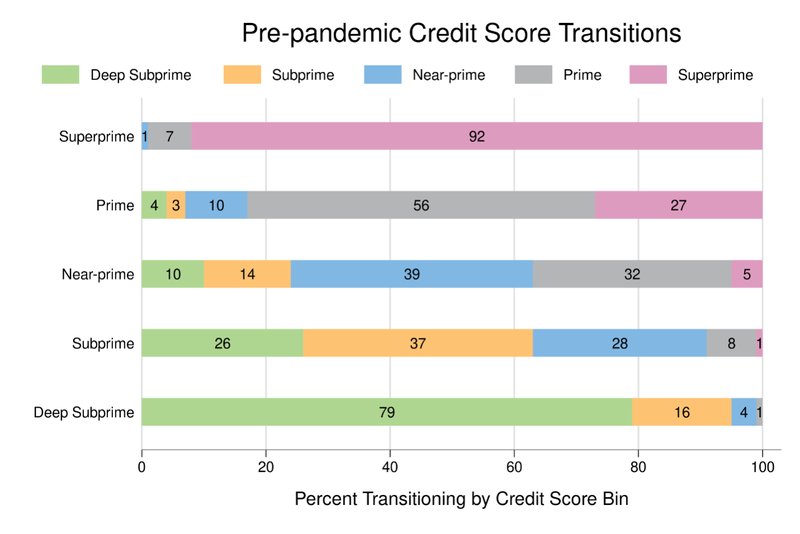 Pre-pandemic Credit Score Transitions
Deep Subprime Subprime Near-prime Prime Superprime
Superprime 1 7 92
Prime 4 3 10 56 27
Near-prime 10 14 39 32 5
Subprime 26 37 28 8 1
Deep Subprime 79 16 4 1
0 20 40 60 80 100
Percent Transitioning by Credit Score Bin